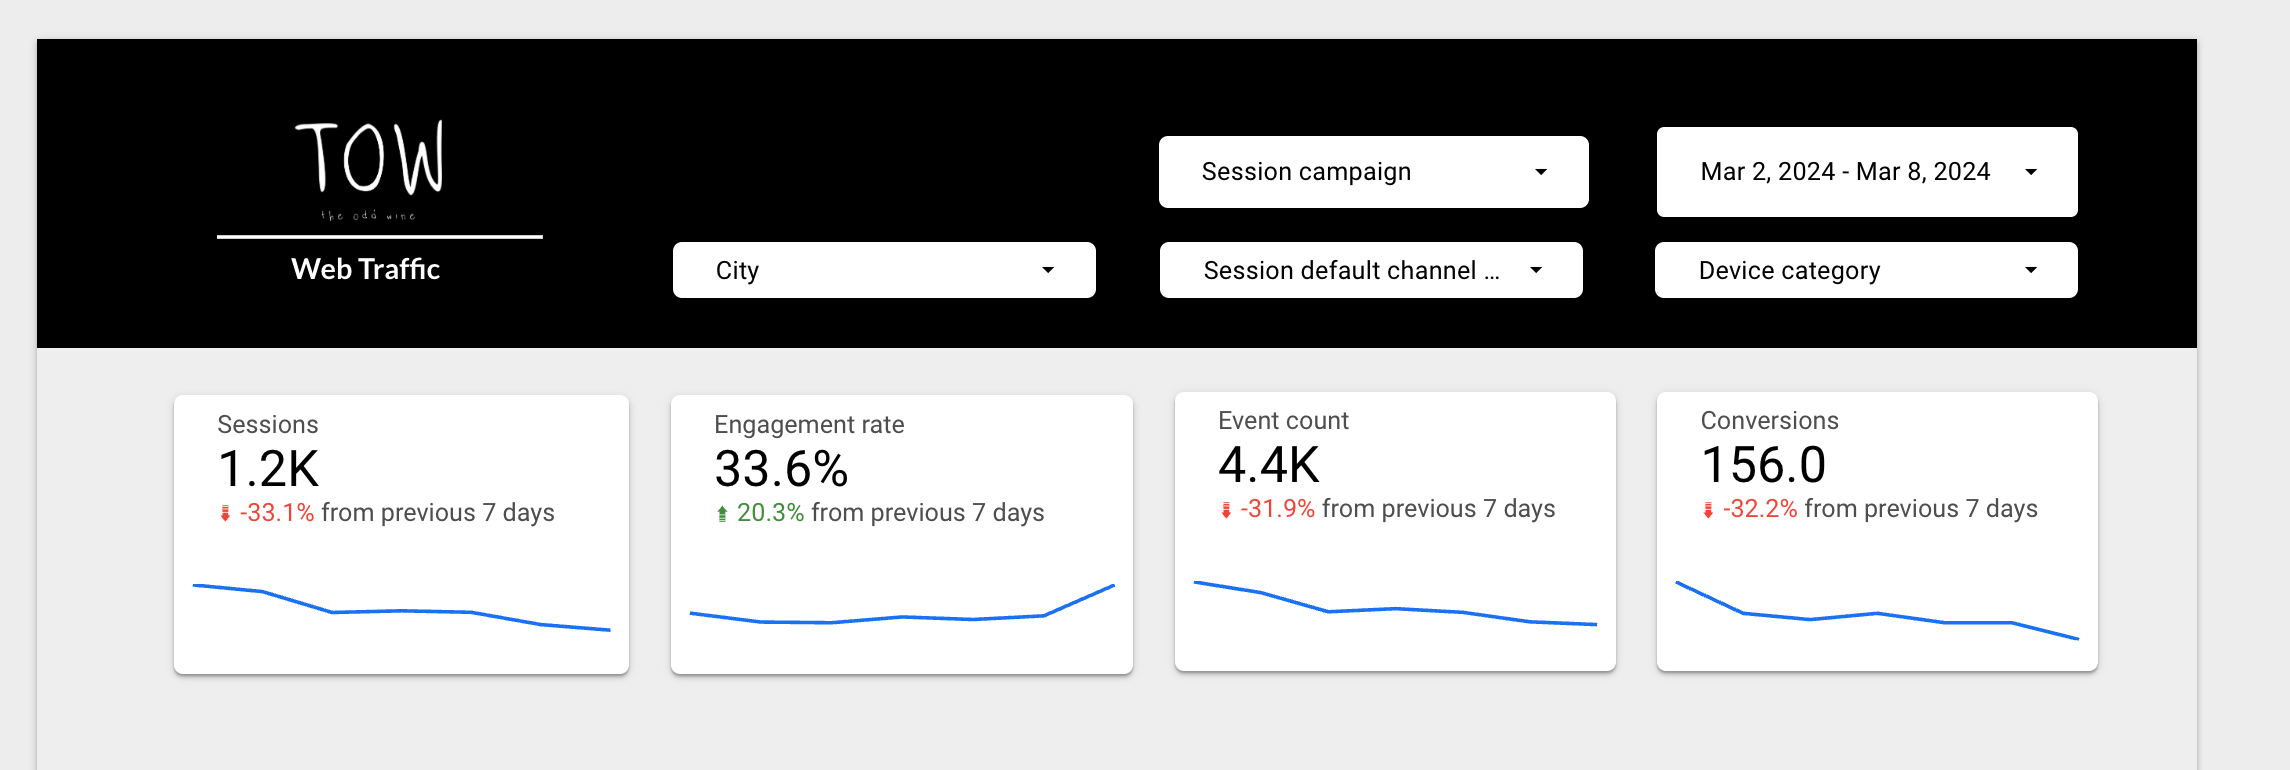 TOW
the odd wine
Web Traffic
Session campaign
Mar 2, 2024 - Mar 8, 2024
City
Session default channel ...
Device category
Sessions
1.2K
-33.1% from previous 7 days
Engagement rate
33.6%
20.3% from previous 7 days
Event count
4.4K
-31.9% from previous 7 days
Conversions
156.0
-32.2% from previous 7 days